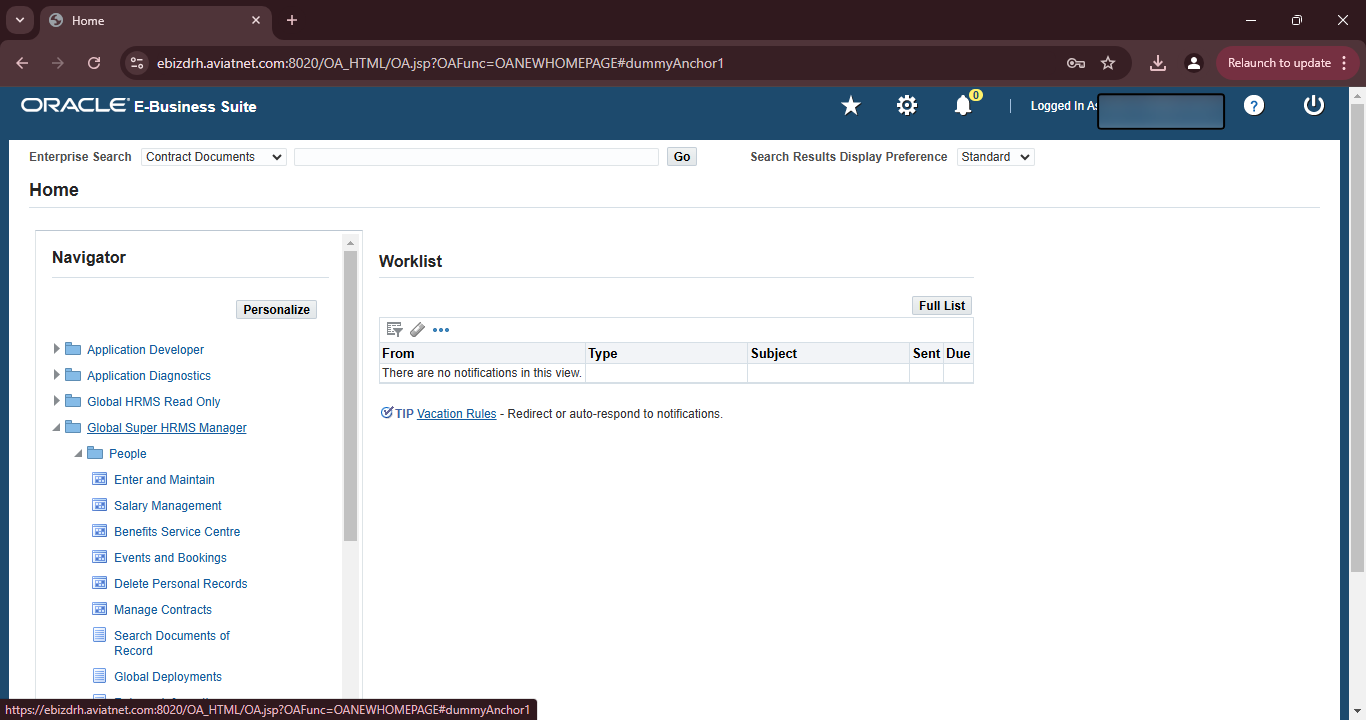 Home
ebizdrh.aviatnet.com:8020/OA_HTML/OA.jsp?OAFunc=OANEWHOMEPAGE#dummyAnchor1
Relaunch to update
ORACLE E-Business Suite
0
Logged In As
?
Enterprise Search
Contract Documents
Go
Search Results Display Preference
Standard
Home
Navigator
Personalize
Application Developer
Application Diagnostics
Global HRMS Read Only
Global Super HRMS Manager
People
Enter and Maintain
Salary Management
Benefits Service Centre
Events and Bookings
Delete Personal Records
Manage Contracts
Search Documents of
Record
Global Deployments
Worklist
Full List
From Type Subject Sent Due
There are no notifications in this view.
TIP Vacation Rules - Redirect or auto-respond to notifications.
https://ebizdrh.aviatnet.com:8020/OA_HTML/OA.jsp?OAFunc=OANEWHOMEPAGE#dummyAnchor1